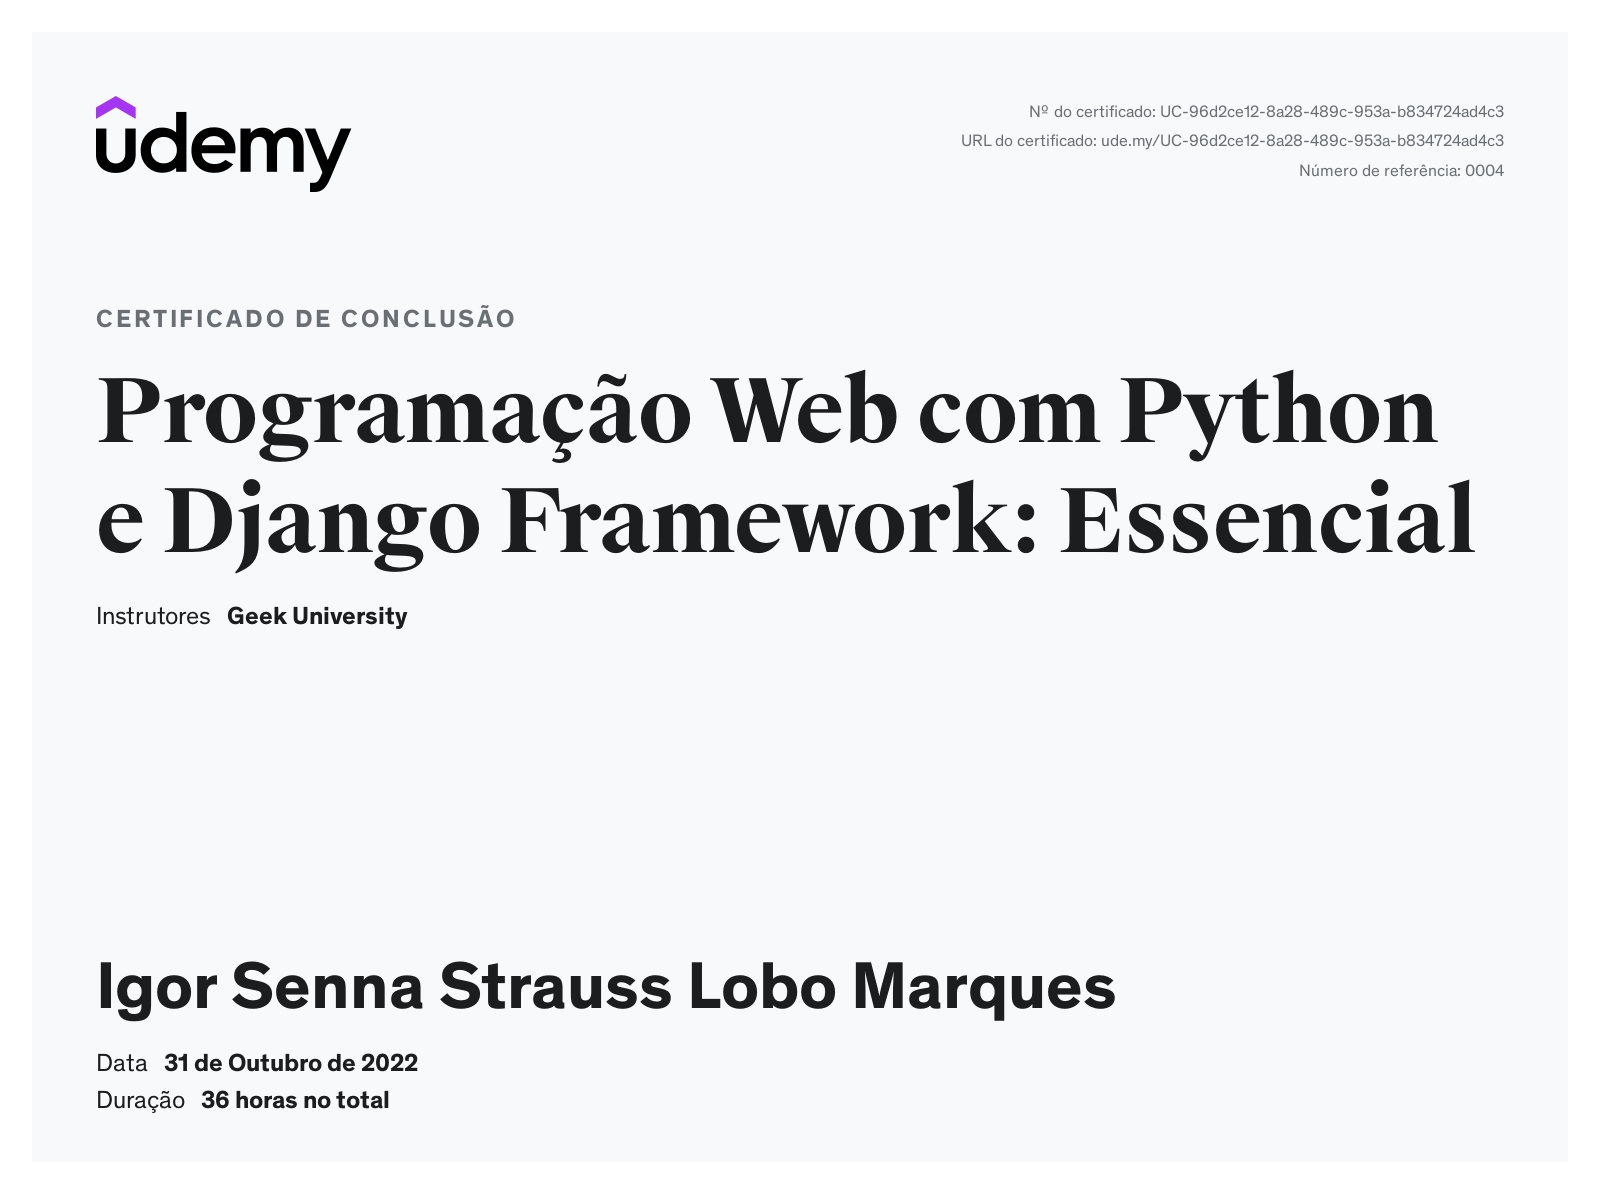 udemy
Nº do certificado: UC-96d2ce12-8a28-489c-953a-b834724ad4c3
URL do certificado: ude.my/UC-96d2ce12-8a28-489c-953a-b834724ad4c3
Número de referência: 0004
CERTIFICADO DE CONCLUSÃO
Programação Web com Python
e Django Framework: Essencial
Instrutores Geek University
Igor Senna Strauss Lobo Marques
Data 31 de Outubro de 2022
Duração 36 horas no total